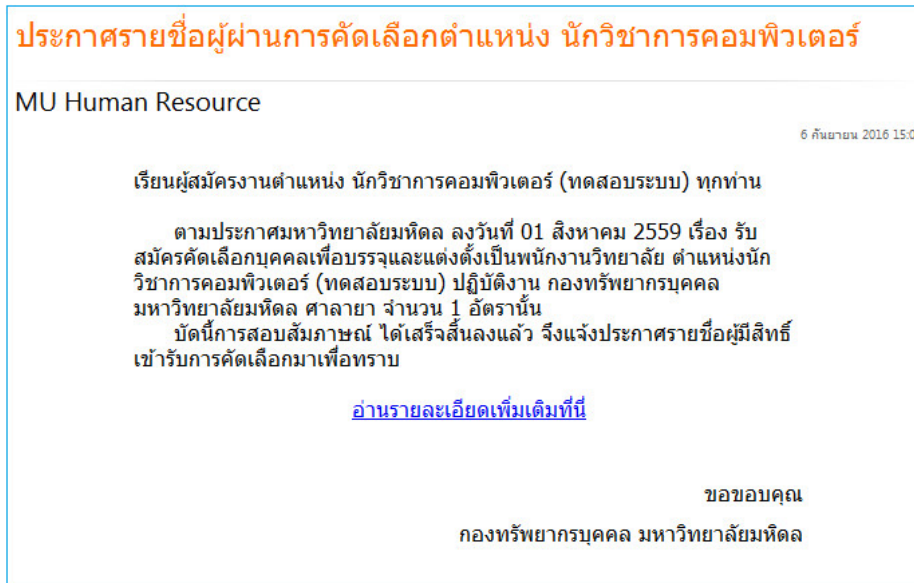 ประกาศรายชื่อผู้ผ่านการคัดเลือกตำแหน่ง นักวิชาการคอมพิวเตอร์
MU Human Resource
6 กันยายน 2016 15:0
เรียนผู้สมัครงานตำแหน่ง นักวิชาการคอมพิวเตอร์ (ทดสอบระบบ) ทุกท่าน
ตามประกาศมหาวิทยาลัยมหิดล ลงวันที่ 01 สิงหาคม 2559 เรื่อง รับ
สมัครคัดเลือกบุคคลเพื่อบรรจุและแต่งตั้งเป็นพนักงานวิทยาลัย ตำแหน่งนัก
วิชาการคอมพิวเตอร์ (ทดสอบระบบ) ปฏิบัติงาน กองทรัพยากรบุคคล
มหาวิทยาลัยมหิดล ศาลายา จำนวน 1 อัตรานั้น
บัดนี้การสอบสัมภาษณ์ ได้เสร็จสิ้นลงแล้ว จึงแจ้งประกาศรายชื่อผู้มีสิทธิ์
เข้ารับการคัดเลือกมาเพื่อทราบ
อ่านรายละเอียดเพิ่มเติมที่นี่
ขอขอบคุณ
กองทรัพยากรบุคคล มหาวิทยาลัยมหิดล